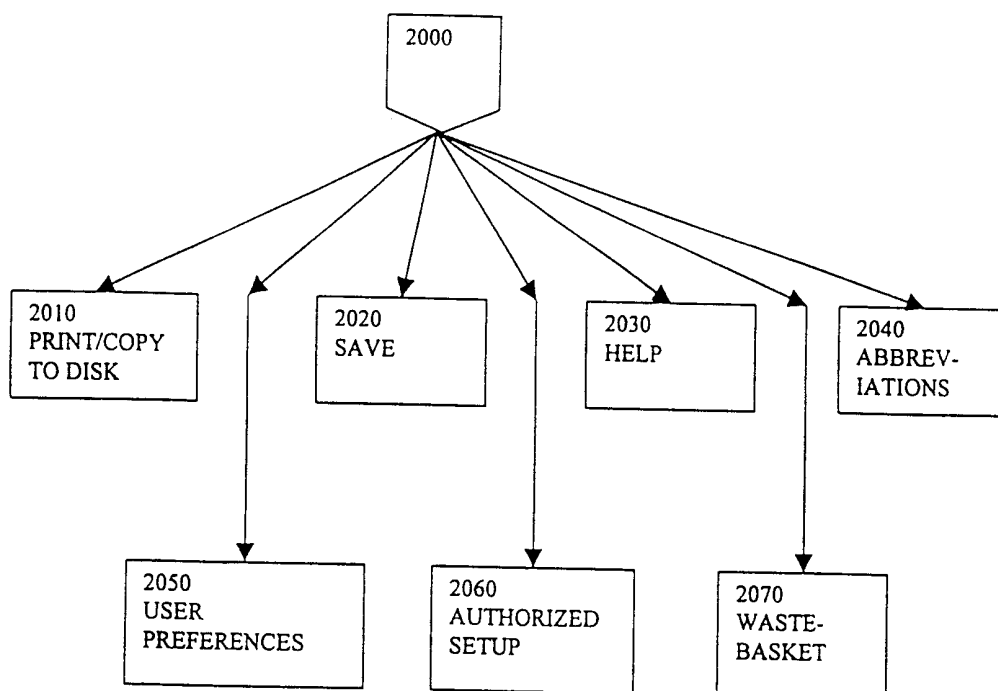 2000
2010
PRINT/COPY
TO DISK
2020
SAVE
2030
HELP
2040
ABBREV-
IATIONS
2050
USER
PREFERENCES
2060
AUTHORIZED
SETUP
2070
WASTE-
BASKET